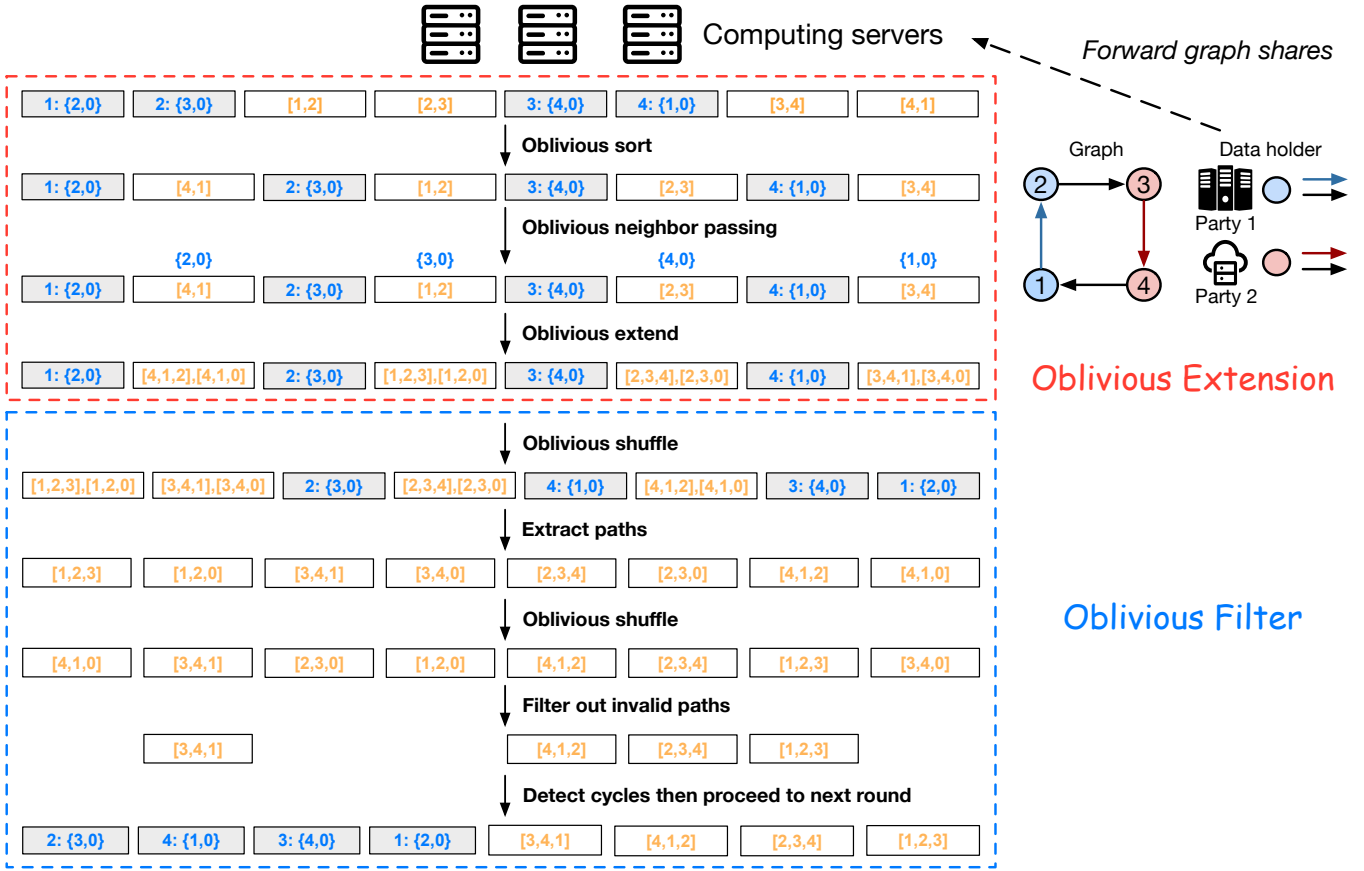 Computing servers
Forward graph shares
1: {2,0} 2: {3,0} [1,2] [2,3] 3: {4,0} 4: {1,0} [3,4] [4,1]
Oblivious sort
1: {2,0} [4,1] 2: {3,0} [1,2] 3: {4,0} [2,3] 4: {1,0} [3,4]
Oblivious neighbor passing
{2,0} {3,0} {4,0} {1,0}
1: {2,0} [4,1] 2: {3,0} [1,2] 3: {4,0} [2,3] 4: {1,0} [3,4]
Oblivious extend
1: {2,0} [4,1,2],[4,1,0] 2: {3,0} [1,2,3],[1,2,0] 3: {4,0} [2,3,4],[2,3,0] 4: {1,0} [3,4,1],[3,4,0]
Graph
2 3
1 4
Data holder
Party 1
Party 2
Oblivious Extension
Oblivious shuffle
[1,2,3],[1,2,0] [3,4,1],[3,4,0] 2: {3,0} [2,3,4],[2,3,0] 4: {1,0} [4,1,2],[4,1,0] 3: {4,0} 1: {2,0}
Extract paths
[1,2,3] [1,2,0] [3,4,1] [3,4,0] [2,3,4] [2,3,0] [4,1,2] [4,1,0]
Oblivious shuffle
[4,1,0] [3,4,1] [2,3,0] [1,2,0] [4,1,2] [2,3,4] [1,2,3] [3,4,0]
Filter out invalid paths
[3,4,1] [4,1,2] [2,3,4] [1,2,3]
Detect cycles then proceed to next round
2: {3,0} 4: {1,0} 3: {4,0} 1: {2,0} [3,4,1] [4,1,2] [2,3,4] [1,2,3]
Oblivious Filter